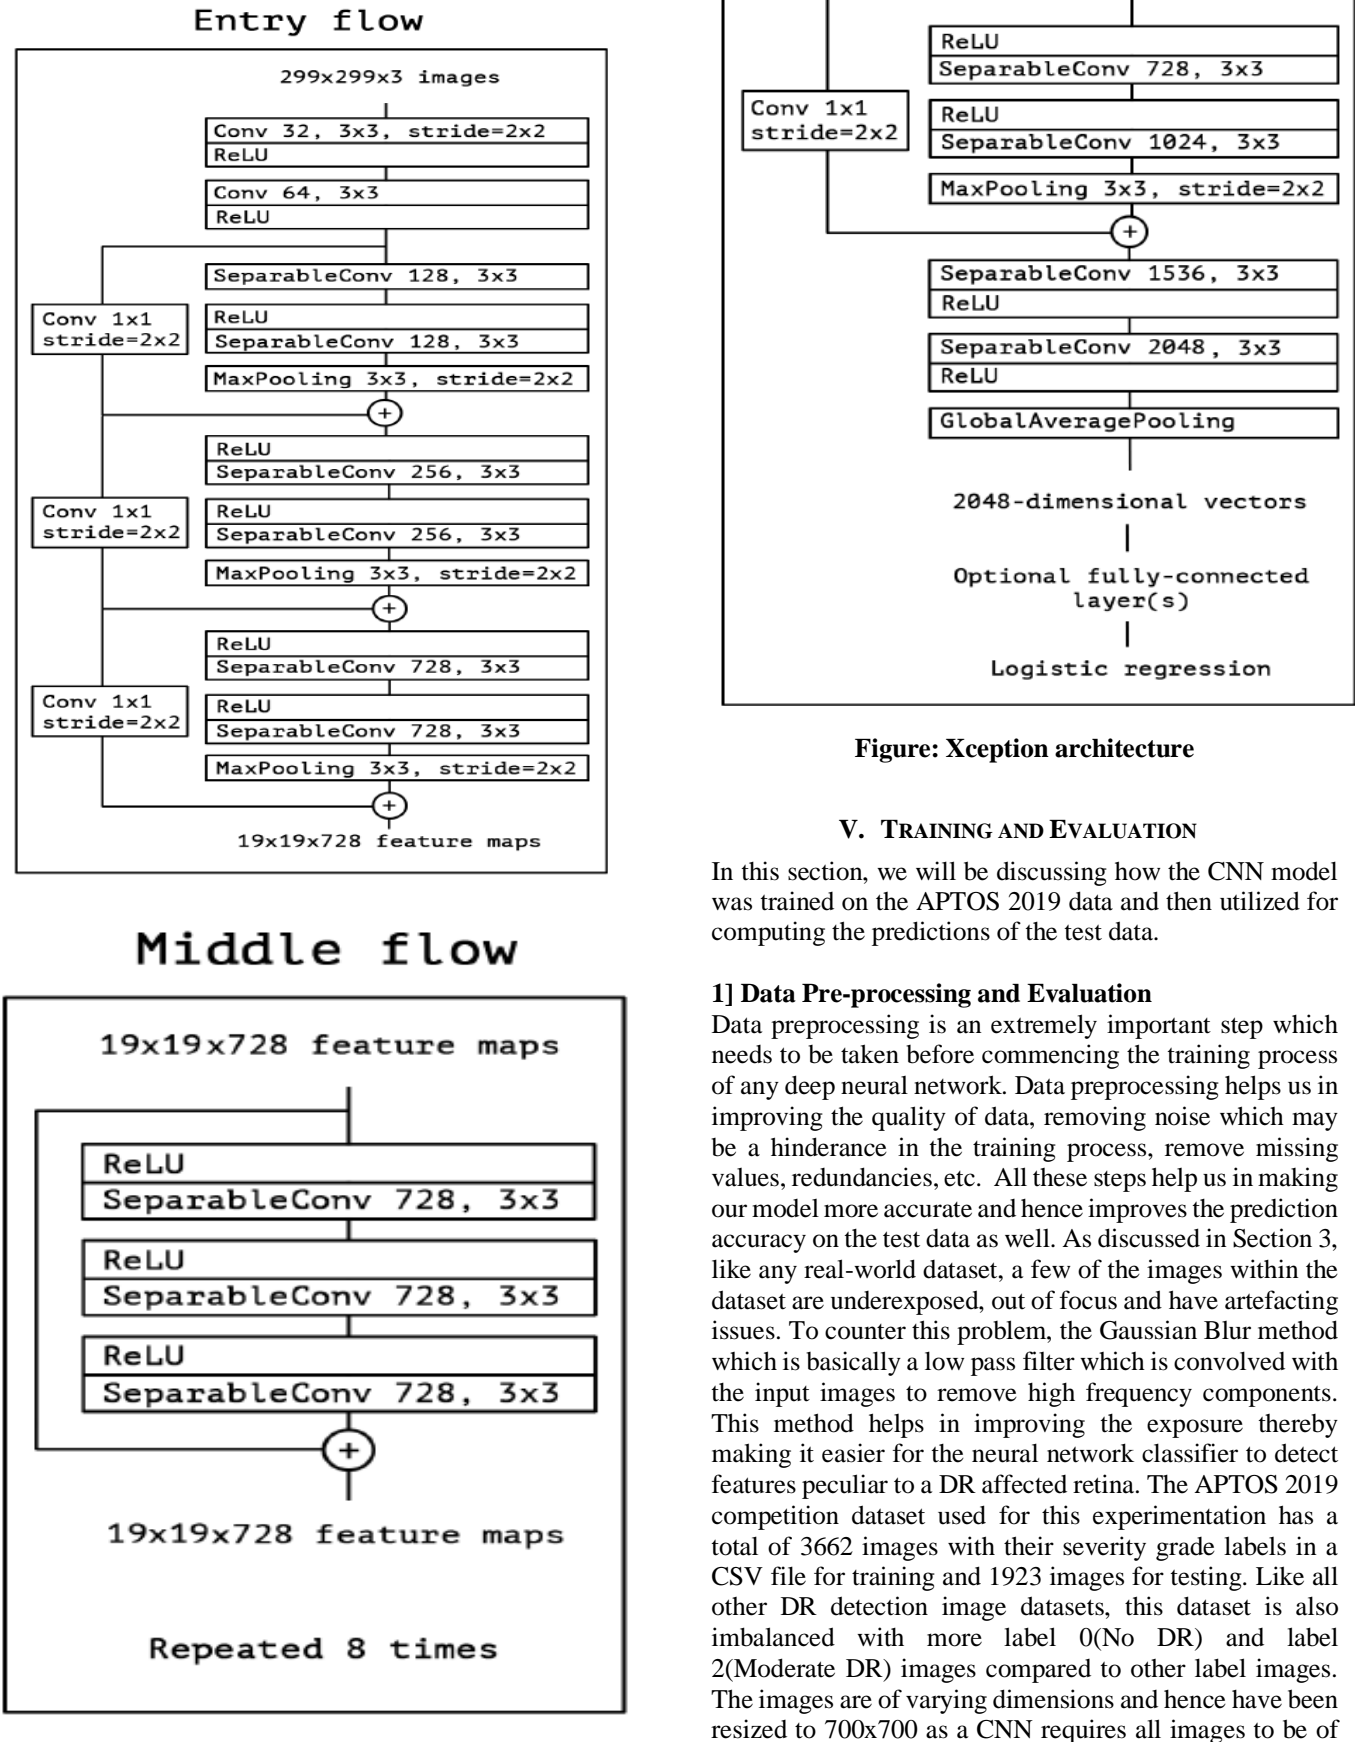 Entry flow
299x299x3 images
Conv 32, 3x3, stride=2x2
ReLU
Conv 64, 3x3
ReLU
SeparableConv 128, 3x3
Conv 1x1
stride=2x2
ReLU
SeparableConv 128, 3x3
MaxPooling 3x3, stride=2x2
+
ReLU
SeparableConv 256, 3x3
Conv 1x1
stride=2x2
ReLU
SeparableConv 256, 3x3
MaxPooling 3x3, stride=2x2
+
ReLU
SeparableConv 728, 3x3
Conv 1x1
stride=2x2
ReLU
SeparableConv 728, 3x3
MaxPooling 3x3, stride=2x2
+
19x19x728 feature maps
Middle flow
19x19x728 feature maps
ReLU
SeparableConv 728, 3x3
ReLU
SeparableConv 728, 3x3
ReLU
SeparableConv 728, 3x3
+
19x19x728 feature maps
Repeated 8 times
ReLU
SeparableConv 728, 3x3
Conv 1x1
stride=2x2
ReLU
SeparableConv 1024, 3x3
MaxPooling 3x3, stride=2x2
+
SeparableConv 1536, 3x3
ReLU
SeparableConv 2048, 3x3
ReLU
GlobalAveragePooling
2048-dimensional vectors
Optional fully-connected
layer(s)
Logistic regression
Figure: Xception architecture
V. TRAINING AND EVALUATION
In this section, we will be discussing how the CNN model
was trained on the APTOS 2019 data and then utilized for
computing the predictions of the test data.
1] Data Pre-processing and Evaluation
Data preprocessing is an extremely important step which
needs to be taken before commencing the training process
of any deep neural network. Data preprocessing helps us in
improving the quality of data, removing noise which may
be a hinderance in the training process, remove missing
values, redundancies, etc. All these steps help us in making
our model more accurate and hence improves the prediction
accuracy on the test data as well. As discussed in Section 3,
like any real-world dataset, a few of the images within the
dataset are underexposed, out of focus and have artefacting
issues. To counter this problem, the Gaussian Blur method
which is basically a low pass filter which is convolved with
the input images to remove high frequency components.
This method helps in improving the exposure thereby
making it easier for the neural network classifier to detect
features peculiar to a DR affected retina. The APTOS 2019
competition dataset used for this experimentation has a
total of 3662 images with their severity grade labels in a
CSV file for training and 1923 images for testing. Like all
other DR detection image datasets, this dataset is also
imbalanced with more label 0(No DR) and label
2(Moderate DR) images compared to other label images.
The images are of varying dimensions and hence have been
resized to 700x700 as a CNN requires all images to be of